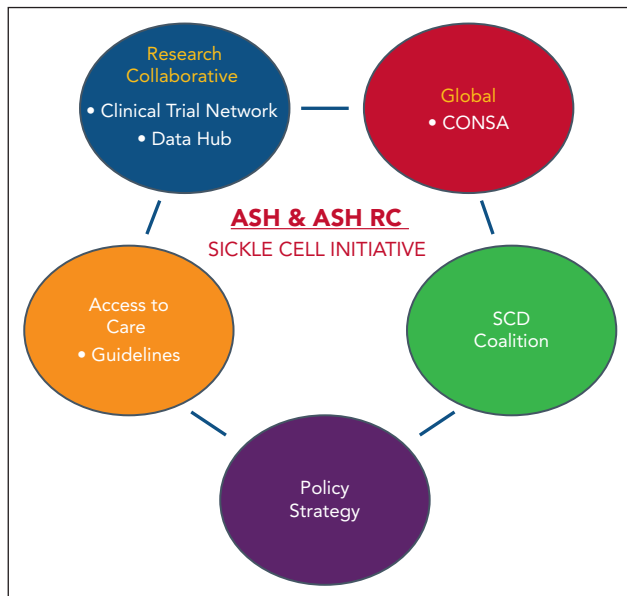 Research
Collaborative
• Clinical Trial Network
• Data Hub
Global
• CONSA
ASH & ASH RC
SICKLE CELL INITIATIVE
Access to
Care
• Guidelines
SCD
Coalition
Policy
Strategy